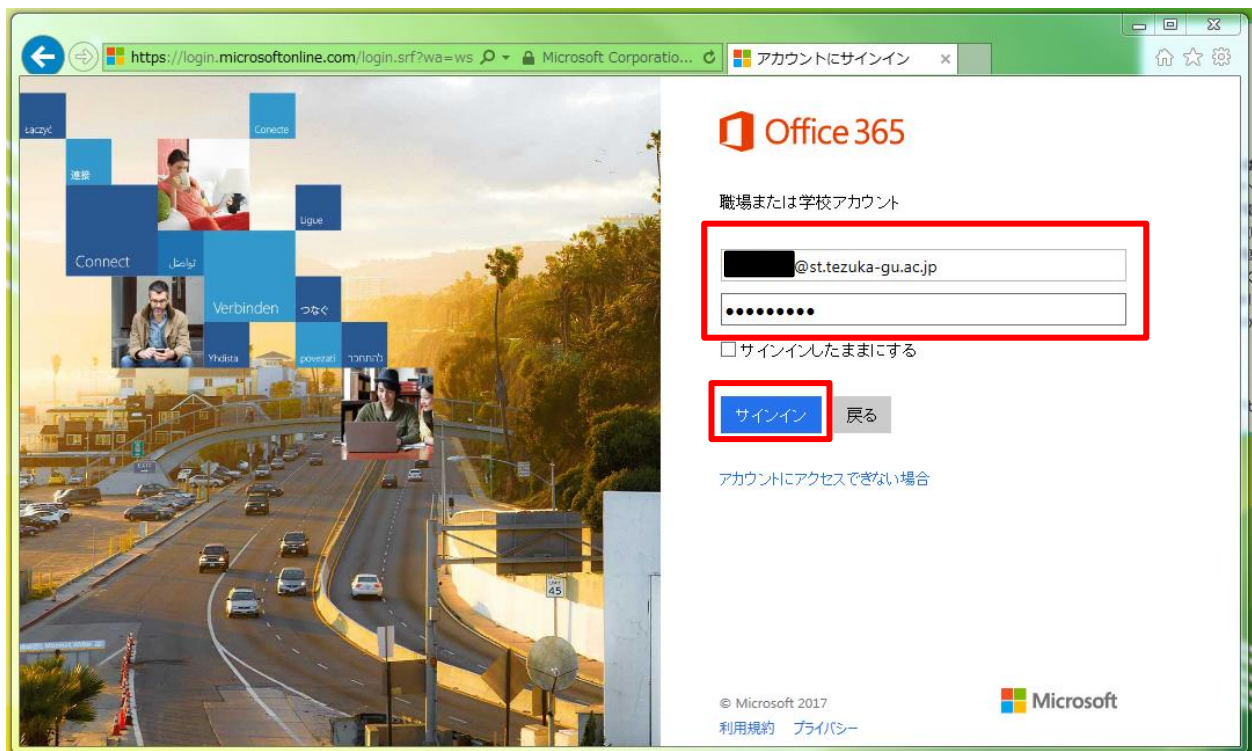 https://login.microsoftonline.com/login.srf?wa=ws
Microsoft Corporatio...
アカウントにサインイン
Łączyć
Conecte
連接
Ligue
Connect
تواصل
Verbinden
つなぐ
Yhdistä
povezati
להתחבר
EXIT
45
Office 365
職場または学校アカウント
@st.tezuka-gu.ac.jp
•••••••••
サインインしたままにする
サインイン
戻る
アカウントにアクセスできない場合
© Microsoft 2017
Microsoft
利用規約 プライバシー